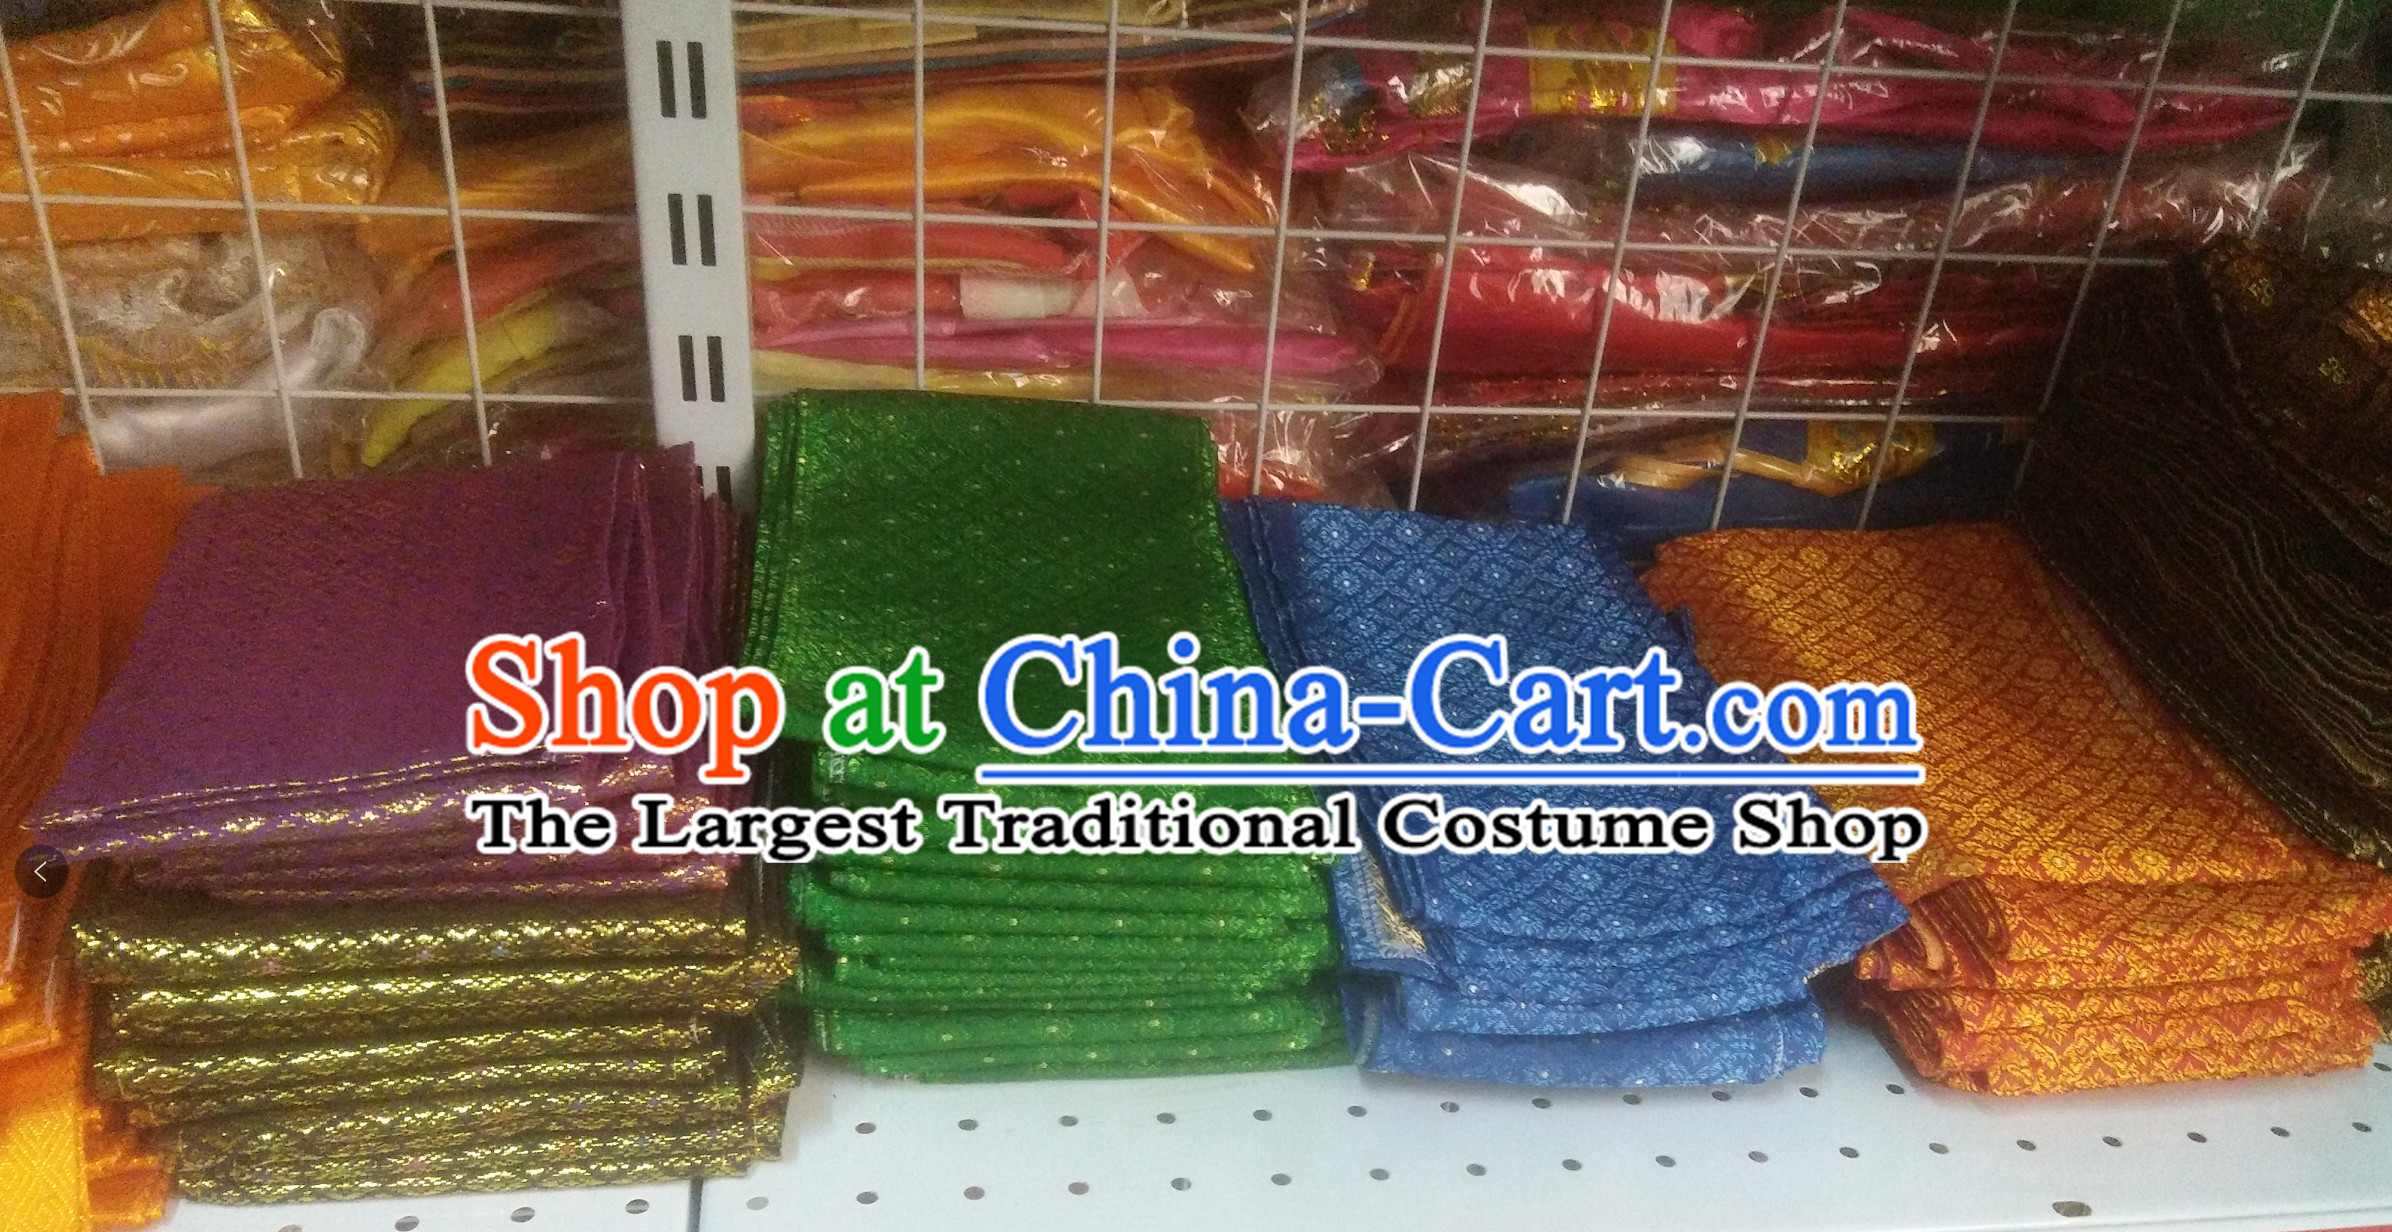 Shop at China-Cart.com
The Largest Traditional Costume Shop